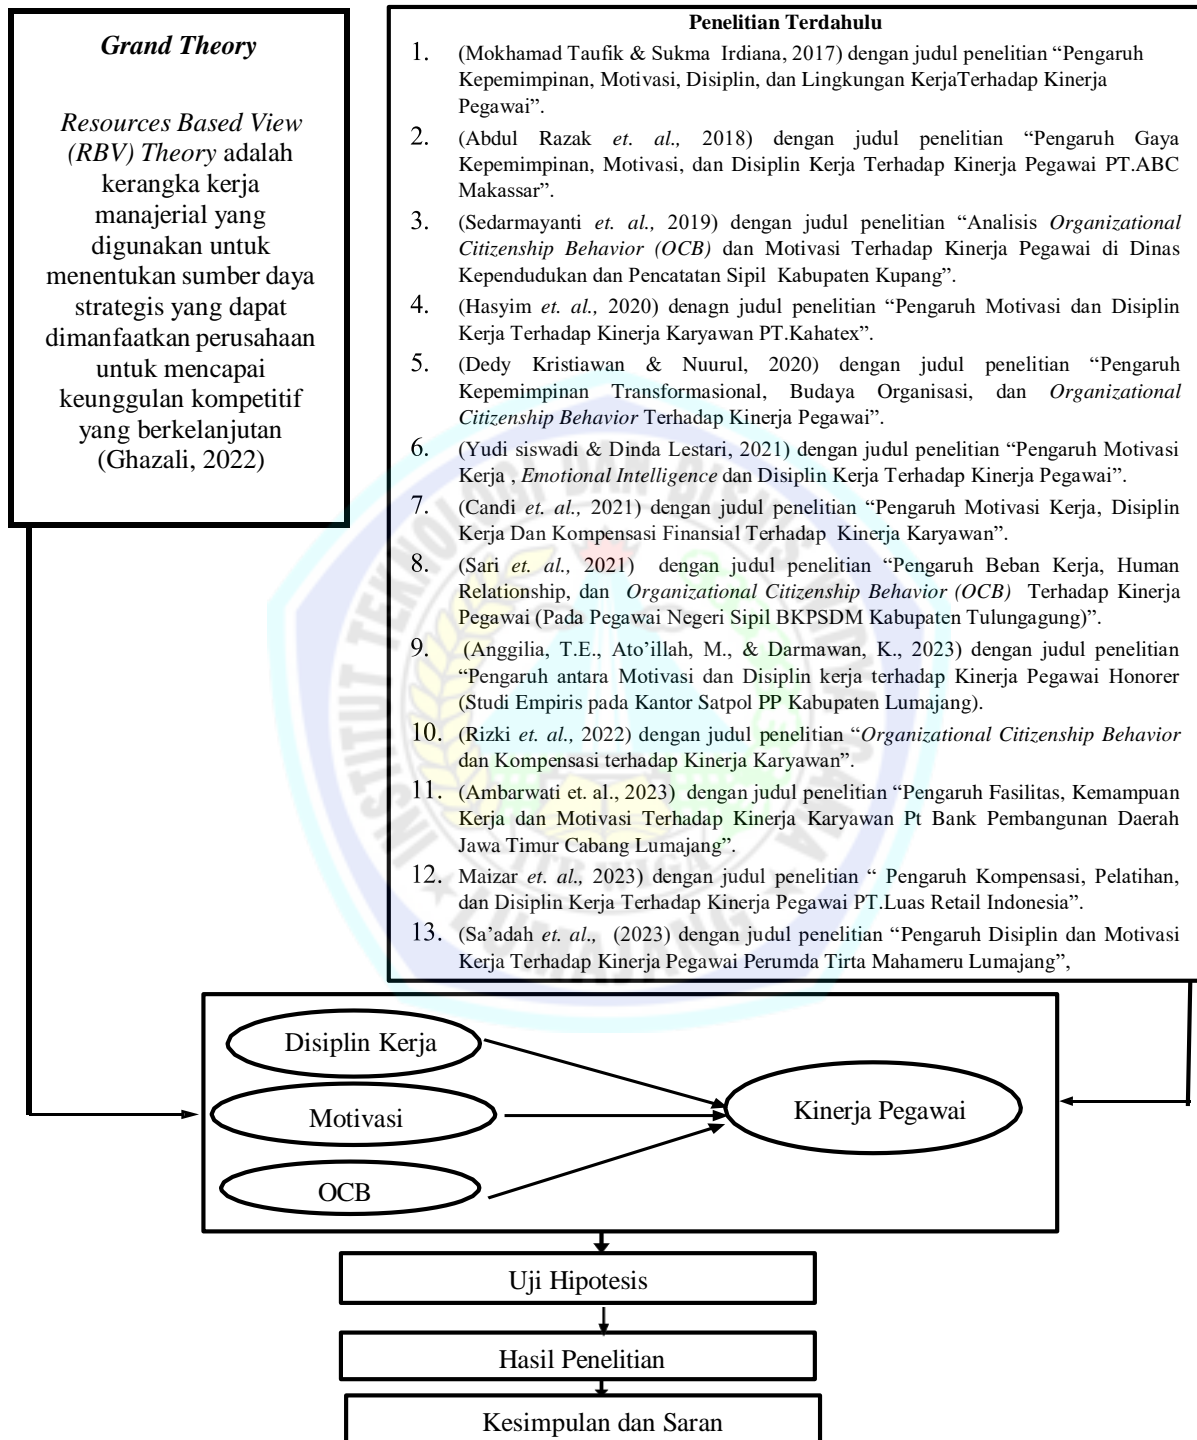 Grand Theory
Resources Based View
(RBV) Theory adalah
kerangka kerja
manajerial yang
digunakan untuk
menentukan sumber daya
strategis yang dapat
dimanfaatkan perusahaan
untuk mencapai
keunggulan kompetitif
yang berkelanjutan
(Ghazali, 2022)
Penelitian Terdahulu
1. (Mokhamad Taufik & Sukma Irdiana, 2017) dengan judul penelitian “Pengaruh
Kepemimpinan, Motivasi, Disiplin, dan Lingkungan KerjaTerhadap Kinerja
Pegawai”.
2. (Abdul Razak et. al., 2018) dengan judul penelitian “Pengaruh Gaya
Kepemimpinan, Motivasi, dan Disiplin Kerja Terhadap Kinerja Pegawai PT.ABC
Makassar”.
3. (Sedarmayanti et. al., 2019) dengan judul penelitian “Analisis Organizational
Citizenship Behavior (OCB) dan Motivasi Terhadap Kinerja Pegawai di Dinas
Kependudukan dan Pencatatan Sipil Kabupaten Kupang”.
4. (Hasyim et. al., 2020) denagn judul penelitian “Pengaruh Motivasi dan Disiplin
Kerja Terhadap Kinerja Karyawan PT.Kahatex”.
5. (Dedy Kristiawan & Nuurul, 2020) dengan judul penelitian “Pengaruh
Kepemimpinan Transformasional, Budaya Organisasi, dan Organizational
Citizenship Behavior Terhadap Kinerja Pegawai”.
6. (Yudi siswadi & Dinda Lestari, 2021) dengan judul penelitian “Pengaruh Motivasi
Kerja , Emotional Intelligence dan Disiplin Kerja Terhadap Kinerja Pegawai”.
7. (Candi et. al., 2021) dengan judul penelitian “Pengaruh Motivasi Kerja, Disiplin
Kerja Dan Kompensasi Finansial Terhadap Kinerja Karyawan”.
8. (Sari et. al., 2021) dengan judul penelitian “Pengaruh Beban Kerja, Human
Relationship, dan Organizational Citizenship Behavior (OCB) Terhadap Kinerja
Pegawai (Pada Pegawai Negeri Sipil BKPSDM Kabupaten Tulungagung)”.
9. (Anggilia, T.E., Ato’illah, M., & Darmawan, K., 2023) dengan judul penelitian
“Pengaruh antara Motivasi dan Disiplin kerja terhadap Kinerja Pegawai Honorer
(Studi Empiris pada Kantor Satpol PP Kabupaten Lumajang).
10. (Rizki et. al., 2022) dengan judul penelitian “Organizational Citizenship Behavior
dan Kompensasi terhadap Kinerja Karyawan”.
11. (Ambarwati et. al., 2023) dengan judul penelitian “Pengaruh Fasilitas, Kemampuan
Kerja dan Motivasi Terhadap Kinerja Karyawan Pt Bank Pembangunan Daerah
Jawa Timur Cabang Lumajang”.
12. Maizar et. al., 2023) dengan judul penelitian “ Pengaruh Kompensasi, Pelatihan,
dan Disiplin Kerja Terhadap Kinerja Pegawai PT.Luas Retail Indonesia”.
13. (Sa’adah et. al., (2023) dengan judul penelitian “Pengaruh Disiplin dan Motivasi
Kerja Terhadap Kinerja Pegawai Perumda Tirta Mahameru Lumajang”,
INSTITUT TEKNOLOGI DAN BISNIS WIDYA GAMA
ITB WIGA
LUMAJANG
Disiplin Kerja
Motivasi
OCB
Kinerja Pegawai
Uji Hipotesis
Hasil Penelitian
Kesimpulan dan Saran